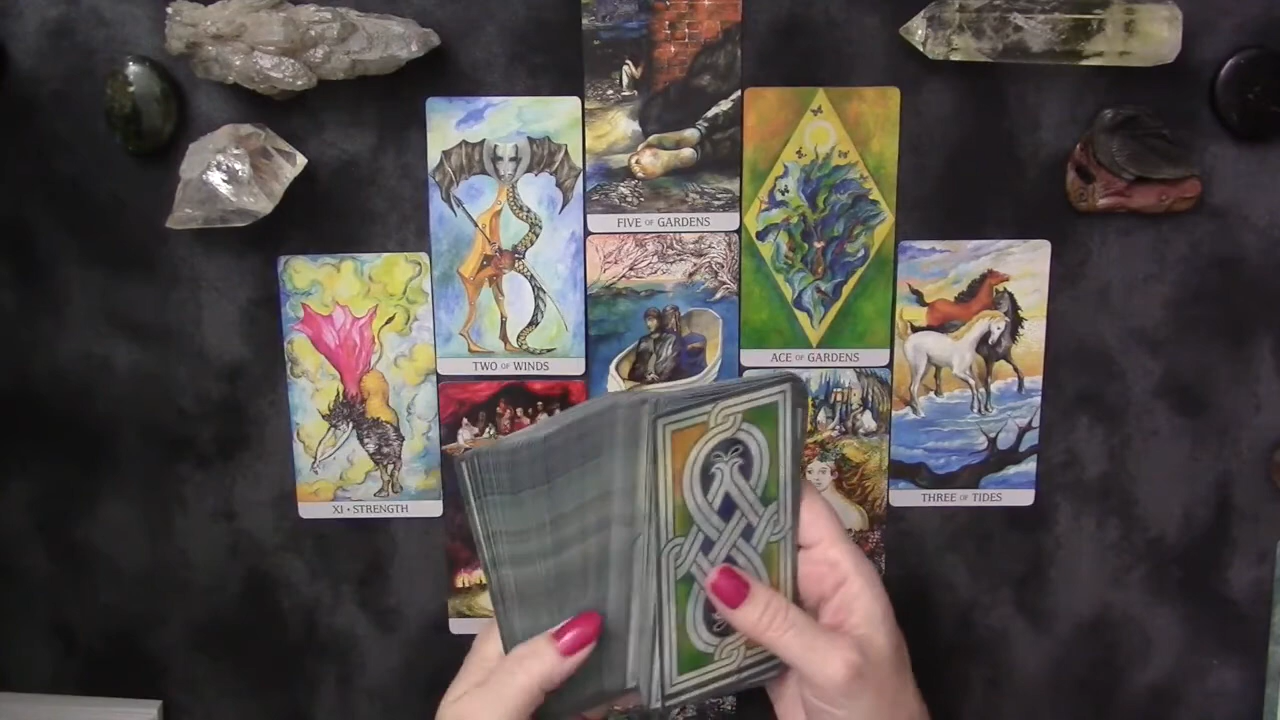 FIVE OF GARDENS
ACE OF GARDENS
TWO OF WINDS
THREE OF TIDES
XI • STRENGTH